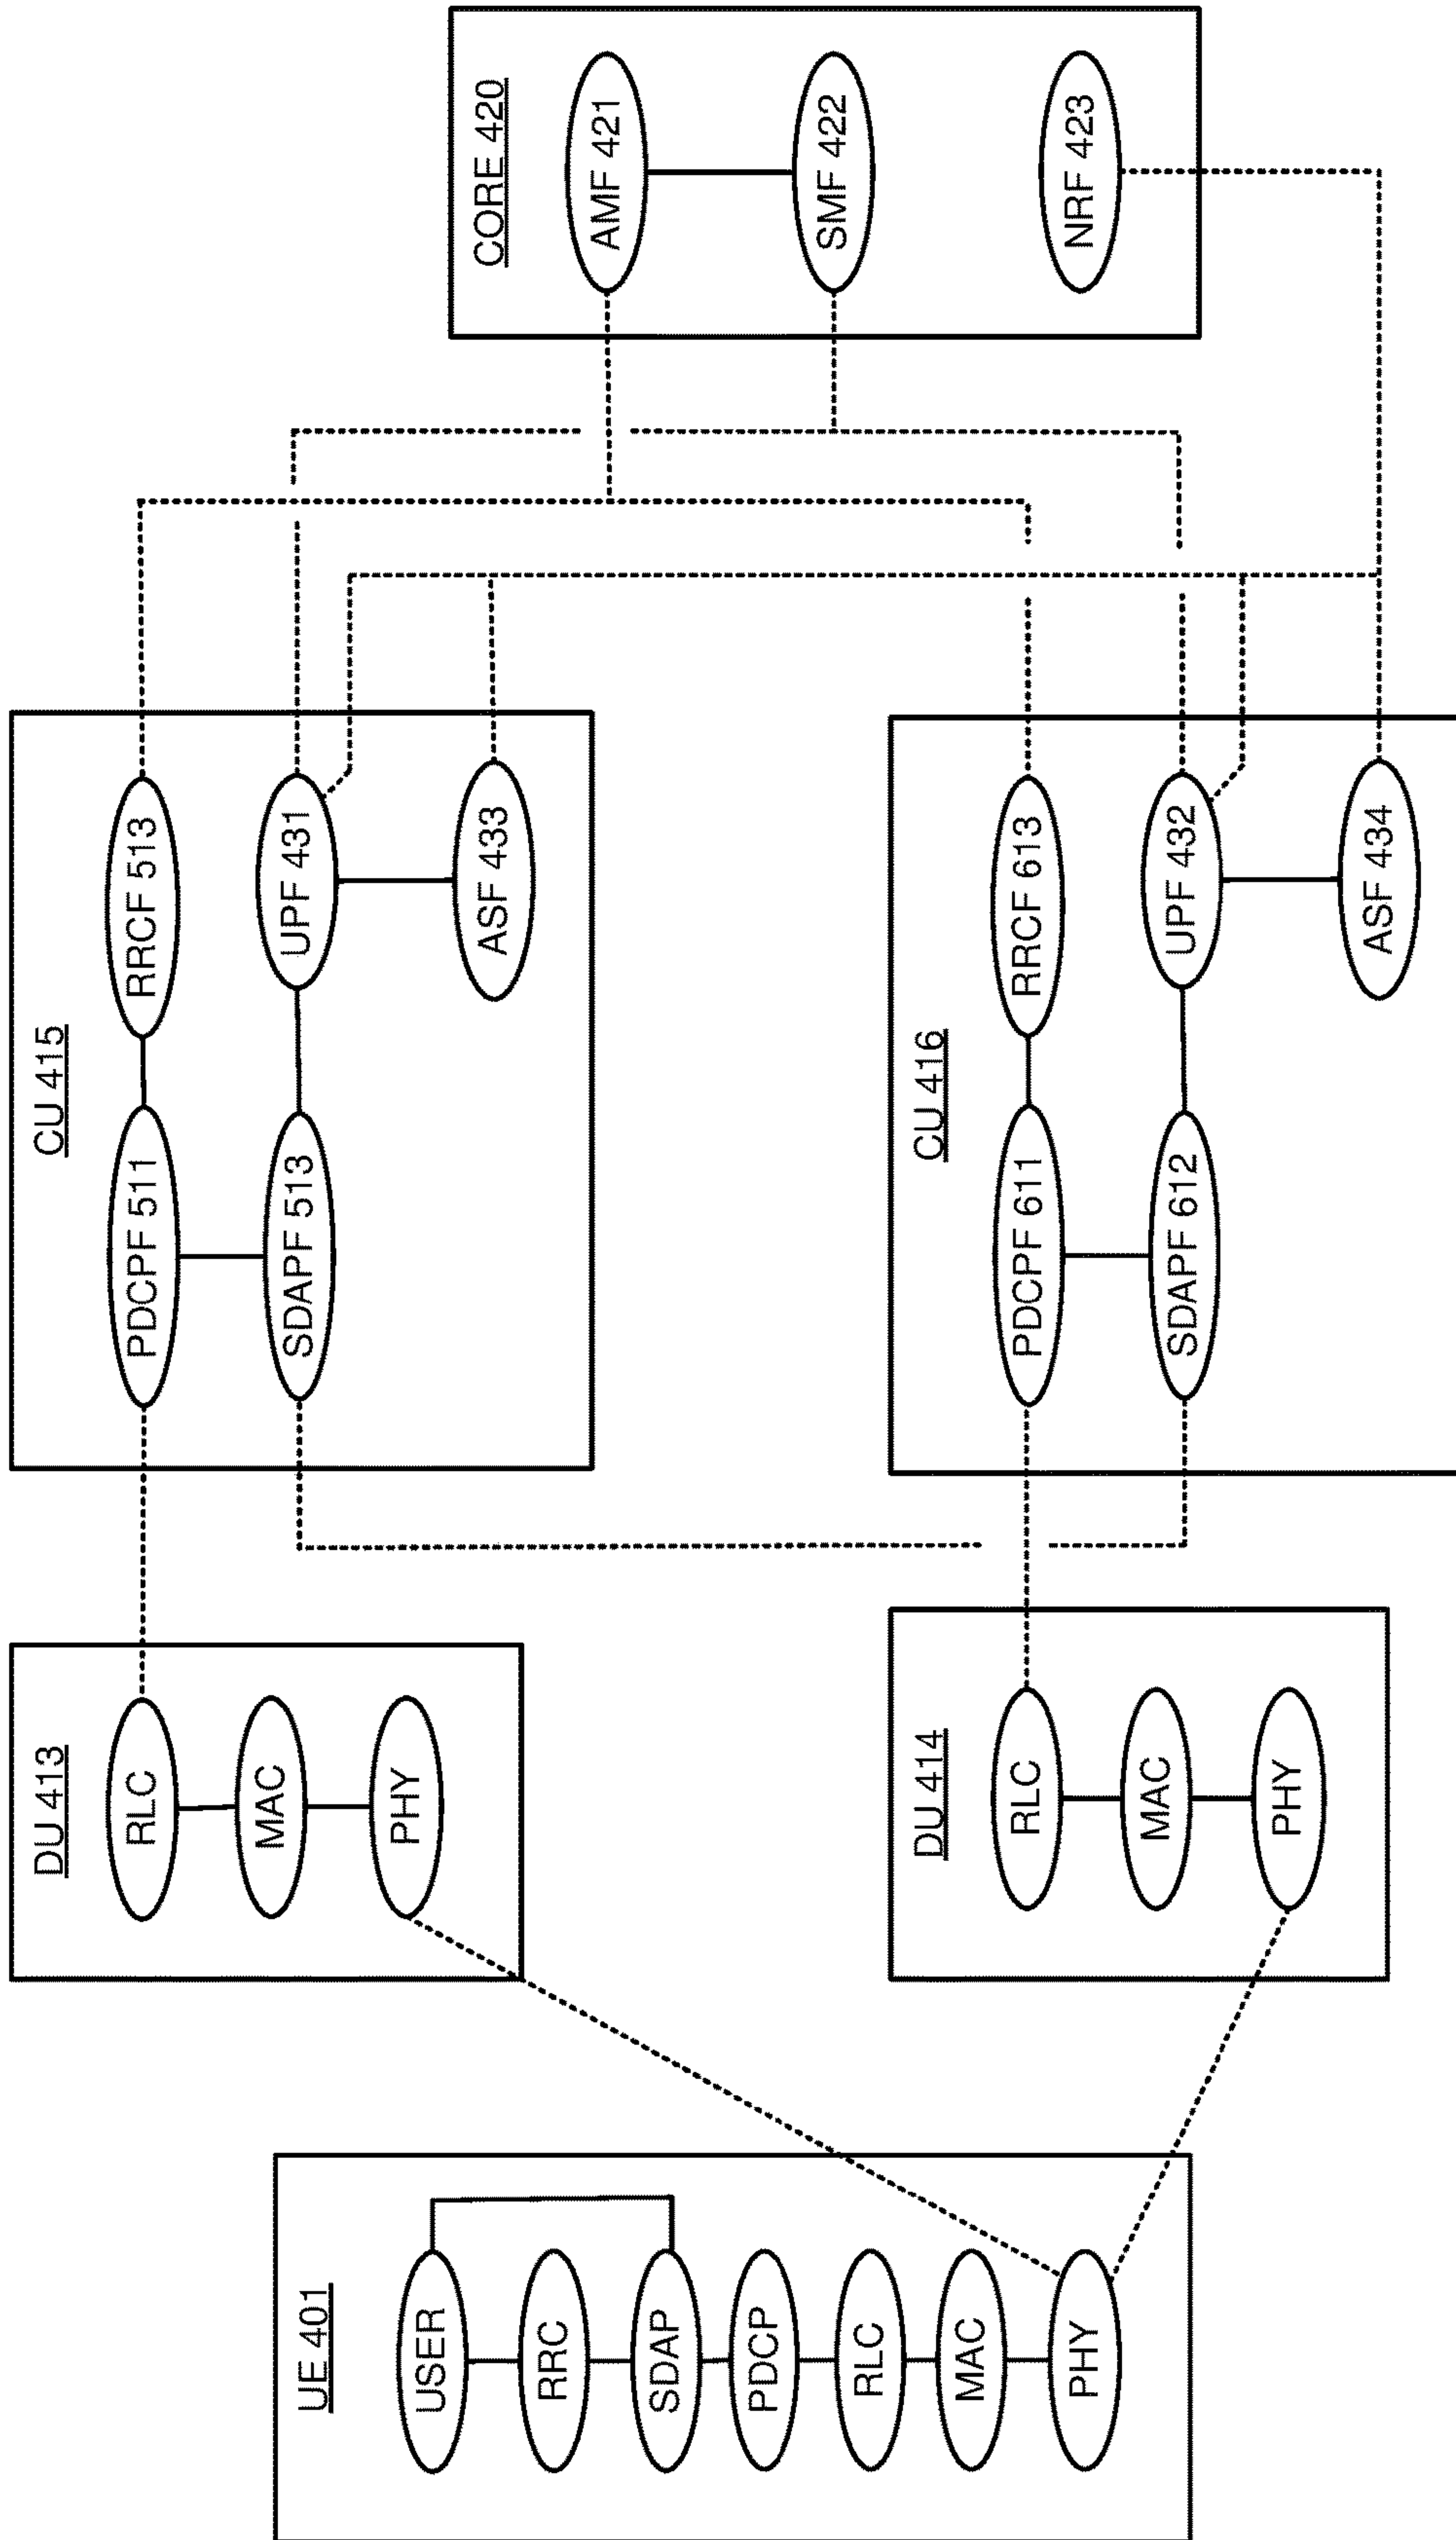 UE 401
USER
RRC
SDAP
PDCP
RLC
MAC
PHY
DU 413
RLC
MAC
PHY
DU 414
RLC
MAC
PHY
CU 415
PDCPF 511
RRCF 513
SDAPF 513
UPF 431
ASF 433
CU 416
PDCPF 611
RRCF 613
SDAPF 612
UPF 432
ASF 434
CORE 420
AMF 421
SMF 422
NRF 423